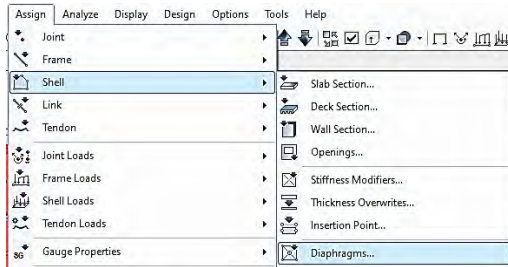 Assign Analyze Display Design Options Tools Help
Joint
Frame
Shell
Link
Tendon
Joint Loads
Frame Loads
Shell Loads
Tendon Loads
SG Gauge Properties
Slab Section...
Deck Section...
Wall Section...
Openings...
Stiffness Modifiers...
Thickness Overwrites...
Insertion Point...
Diaphragms...